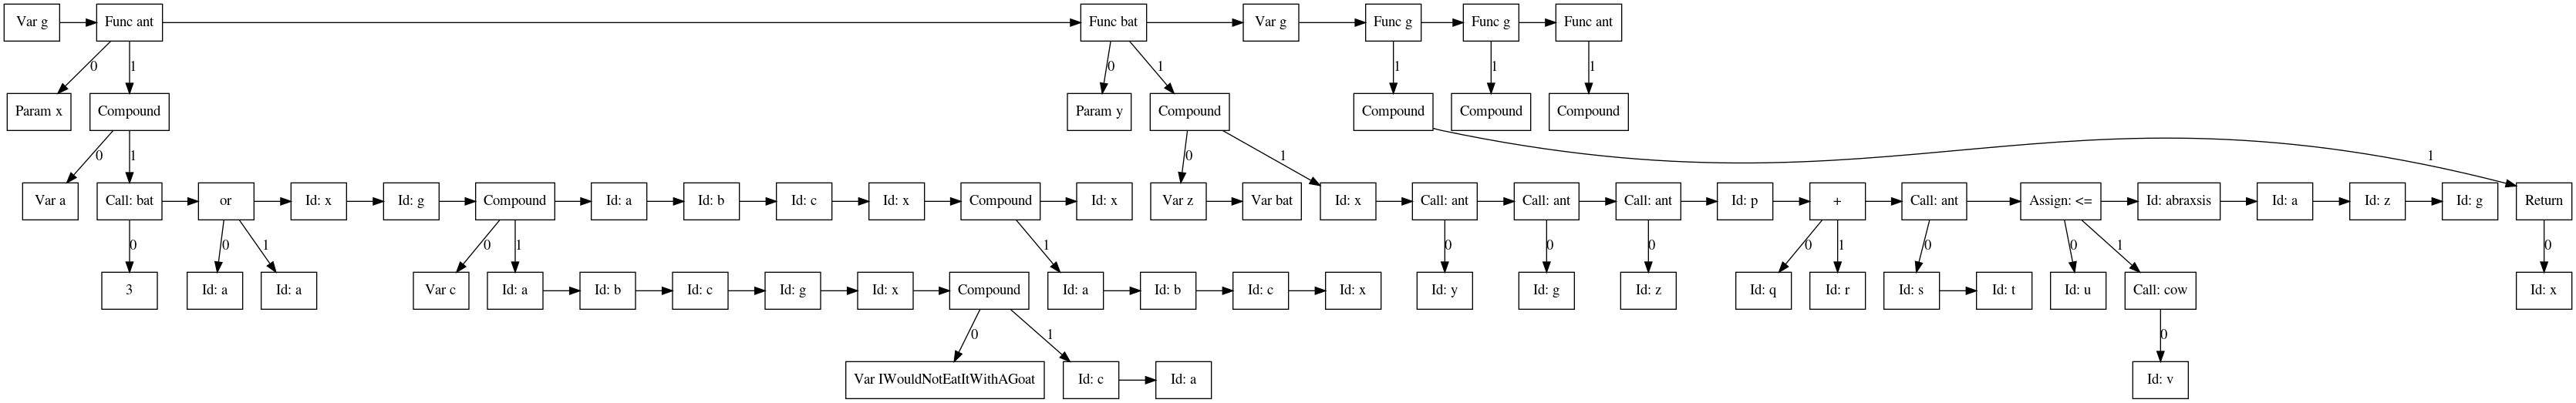 Var g Func ant Func bat Var g Func g Func g Func ant
0 1 0 1 1 1 1
Param x Compound Param y Compound Compound Compound Compound
0 1 0 1 1
Var a Call: bat or Id: x Id: g Compound Id: a Id: b Id: c Id: x Compound Id: x Var z Var bat Id: x Call: ant Call: ant Call: ant Id: p + Call: ant Assign: <= Id: abraxsis Id: a Id: z Id: g Return
0 0 1 0 1 1 0 0 0 0 1 0 0 1 0
3 Id: a Id: a Var c Id: a Id: b Id: c Id: g Id: x Compound Id: a Id: b Id: c Id: x Id: y Id: g Id: z Id: q Id: r Id: s Id: t Id: u Call: cow Id: x
0 1 0
Var IWouldNotEatItWithAGoat Id: c Id: a Id: v